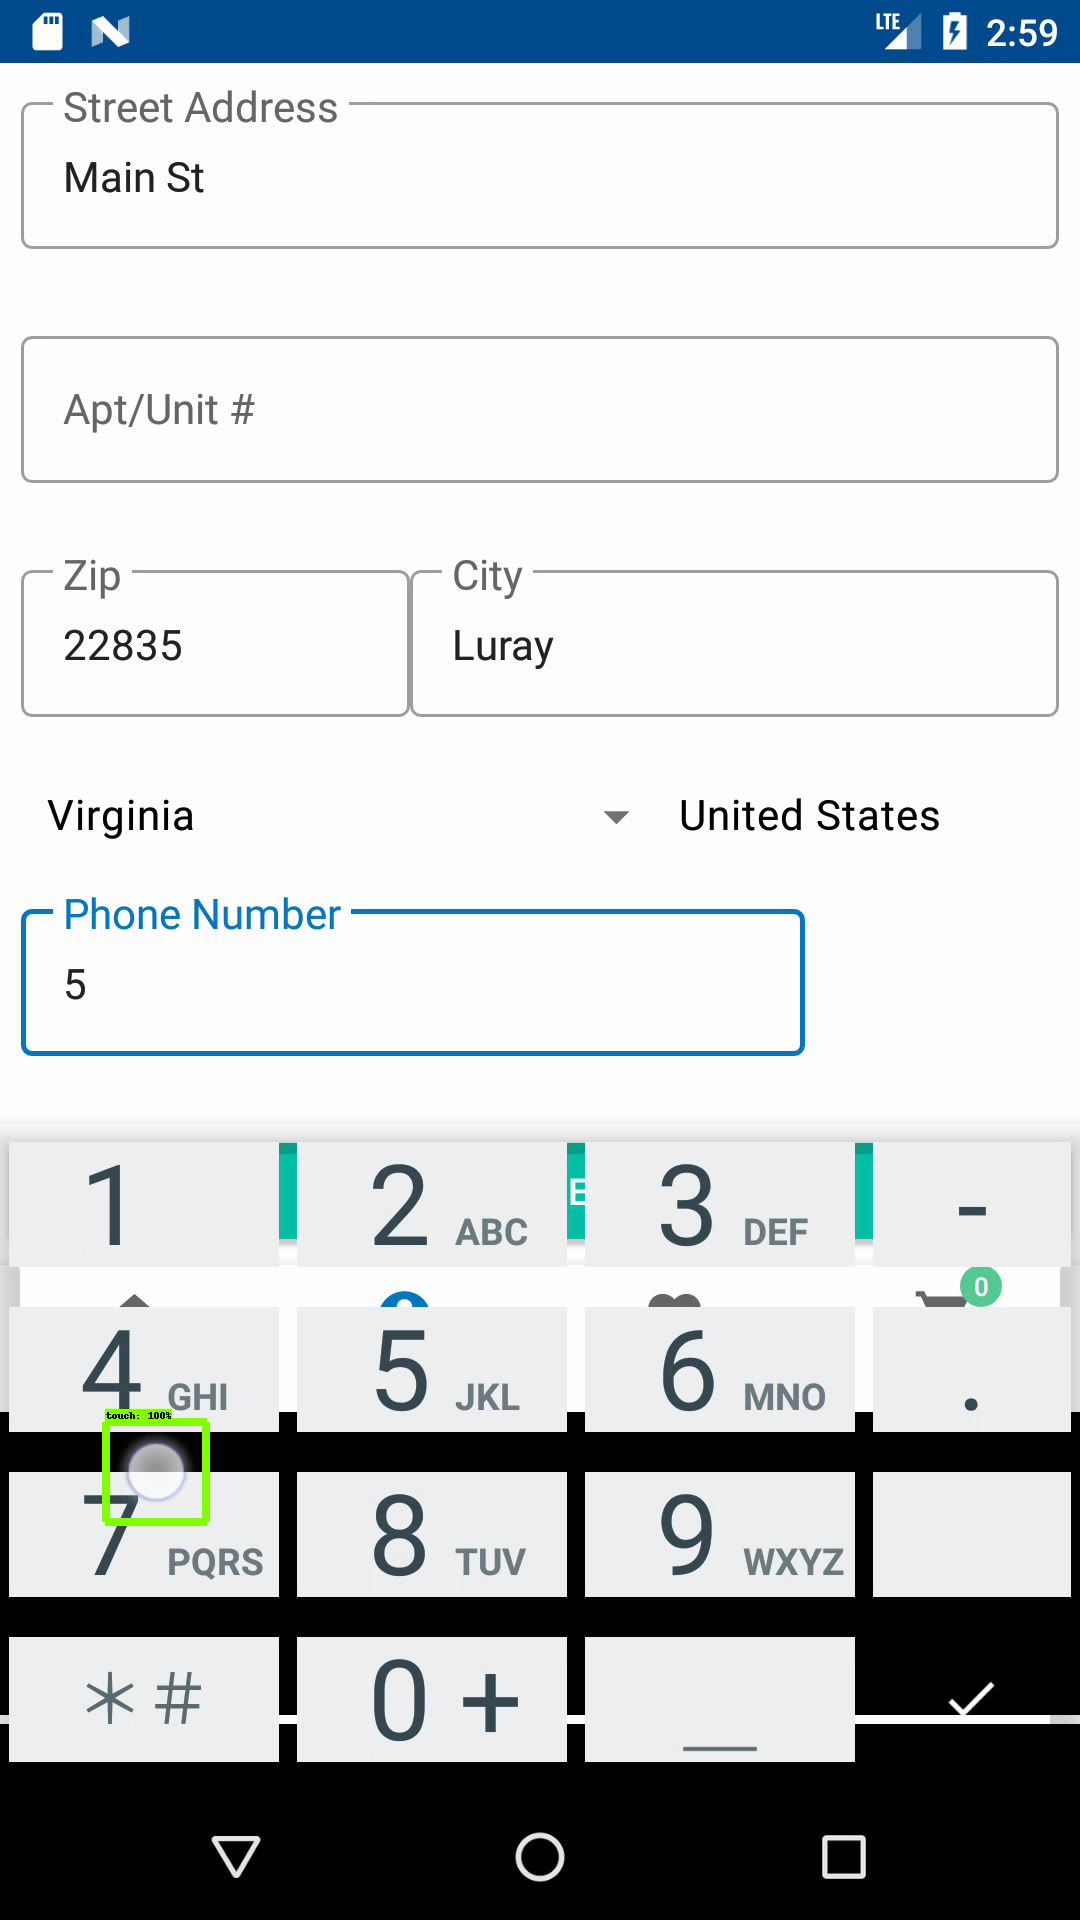 LTE 2:59
Street Address
Main St
Apt/Unit #
Zip City
22835 Luray
Virginia United States
Phone Number
5
1 2 ABC E 3 DEF -
0
4 GHI 5 JKL 6 MNO .
touch: 100%
7 PQRS 8 TUV 9 WXYZ
*# 0 + _